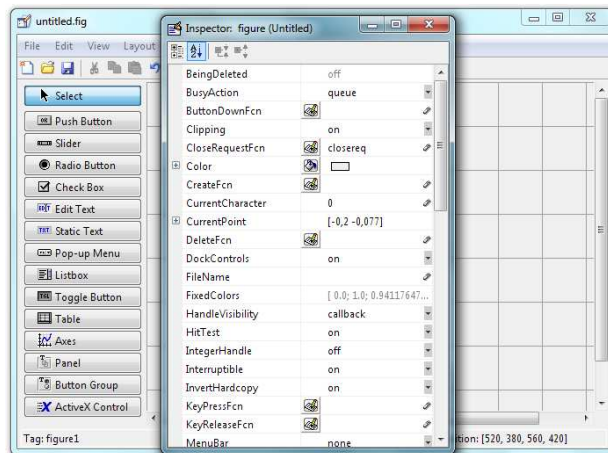 untitled.fig
File Edit View Layout
Select
OK Push Button
Slider
Radio Button
Check Box
EDIT Edit Text
TXT Static Text
Pop-up Menu
Listbox
TGL Toggle Button
Table
Axes
Panel
Button Group
ActiveX Control
Tag: figure1
Inspector: figure (Untitled)
BeingDeleted off
BusyAction queue
ButtonDownFcn
Clipping on
CloseRequestFcn closereq
Color
CreateFcn
CurrentCharacter 0
CurrentPoint [-0,2 -0,077]
DeleteFcn
DockControls on
FileName
FixedColors [ 0.0; 1.0; 0.94117647...
HandleVisibility callback
HitTest on
IntegerHandle off
Interruptible on
InvertHardcopy on
KeyPressFcn
KeyReleaseFcn
MenuBar none
tion: [520, 380, 560, 420]